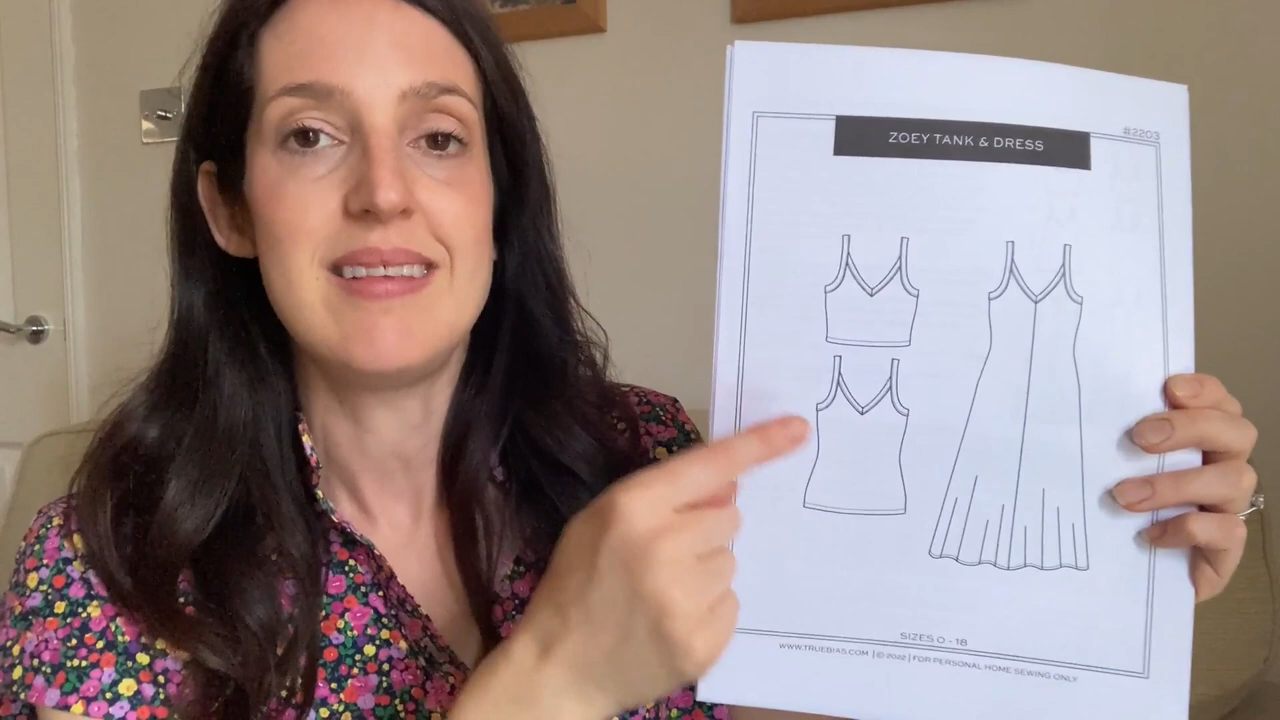 #2203
ZOEY TANK & DRESS
SIZES 0 - 18
WWW.TRUEBIAS.COM | © 2022 | FOR PERSONAL HOME SEWING ONLY